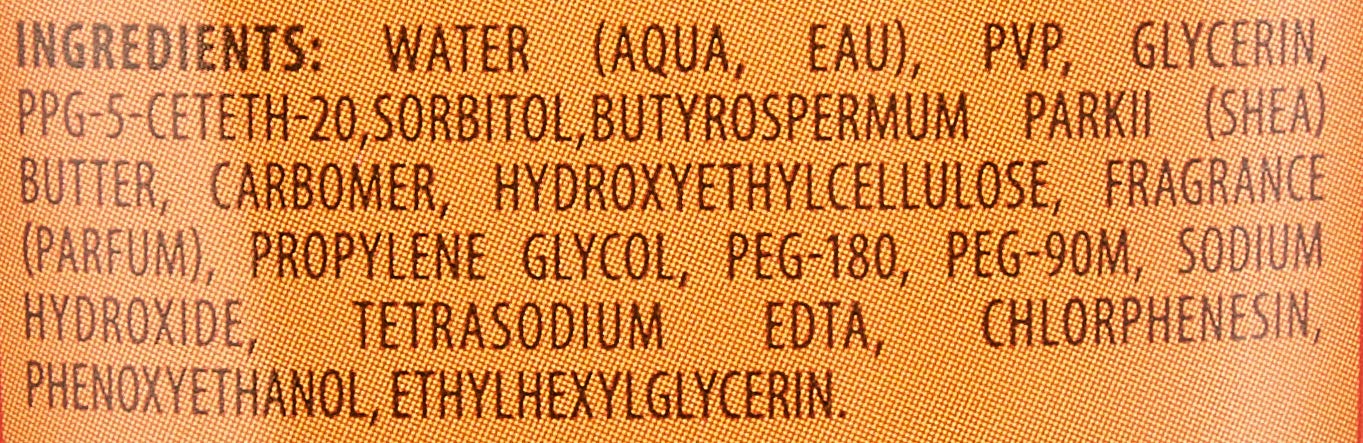 INGREDIENTS: WATER (AQUA, EAU), PVP, GLYCERIN,
PPG-5-CETETH-20,SORBITOL,BUTYROSPERMUM PARKII (SHEA)
BUTTER, CARBOMER, HYDROXYETHYLCELLULOSE, FRAGRANCE
(PARFUM), PROPYLENE GLYCOL, PEG-180, PEG-90M, SODIUM
HYDROXIDE, TETRASODIUM EDTA, CHLORPHENESIN,
PHENOXYETHANOL, ETHYLHEXYLGLYCERIN.